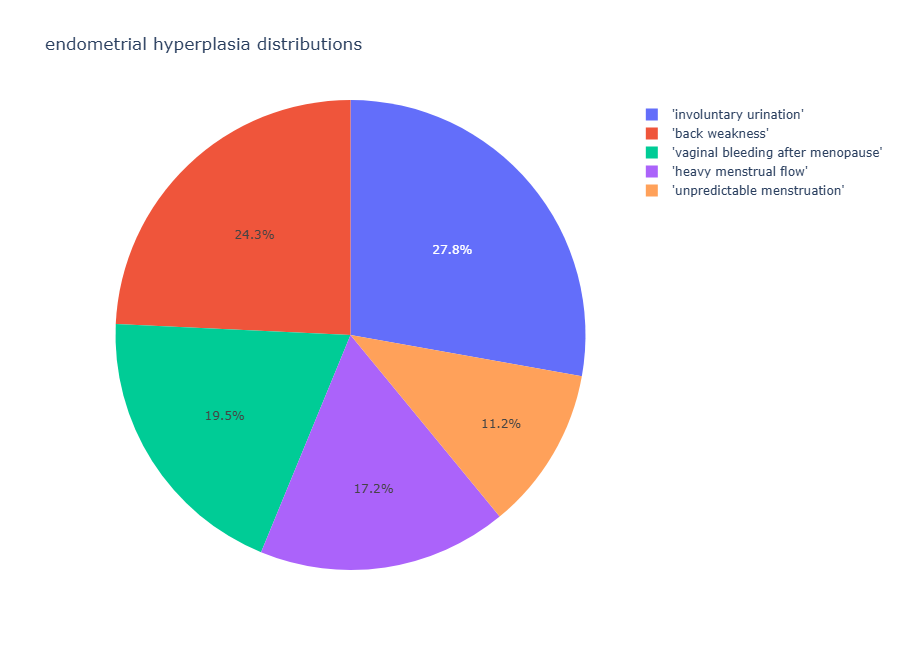 endometrial hyperplasia distributions
'involuntary urination'
'back weakness'
'vaginal bleeding after menopause'
'heavy menstrual flow'
'unpredictable menstruation'
24.3%
27.8%
19.5%
11.2%
17.2%